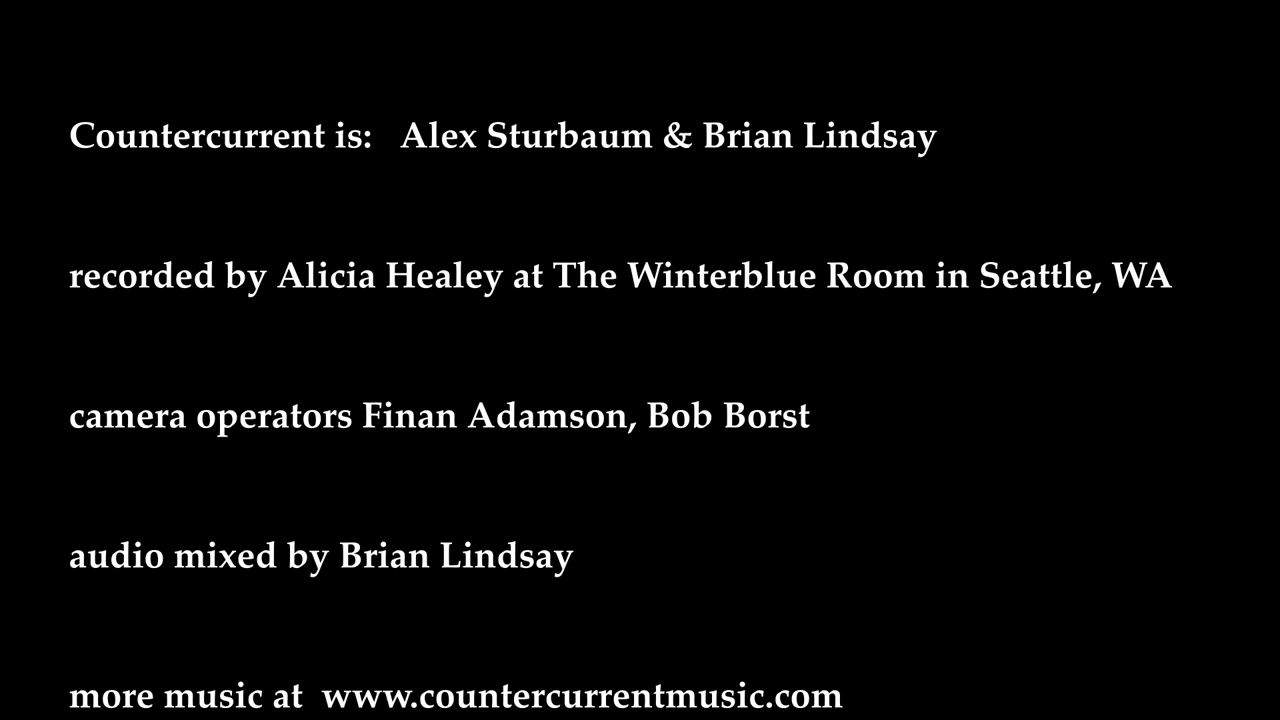 Countercurrent is: Alex Sturbaum & Brian Lindsay
recorded by Alicia Healey at The Winterblue Room in Seattle, WA
camera operators Finan Adamson, Bob Borst
audio mixed by Brian Lindsay
more music at www.countercurrentmusic.com